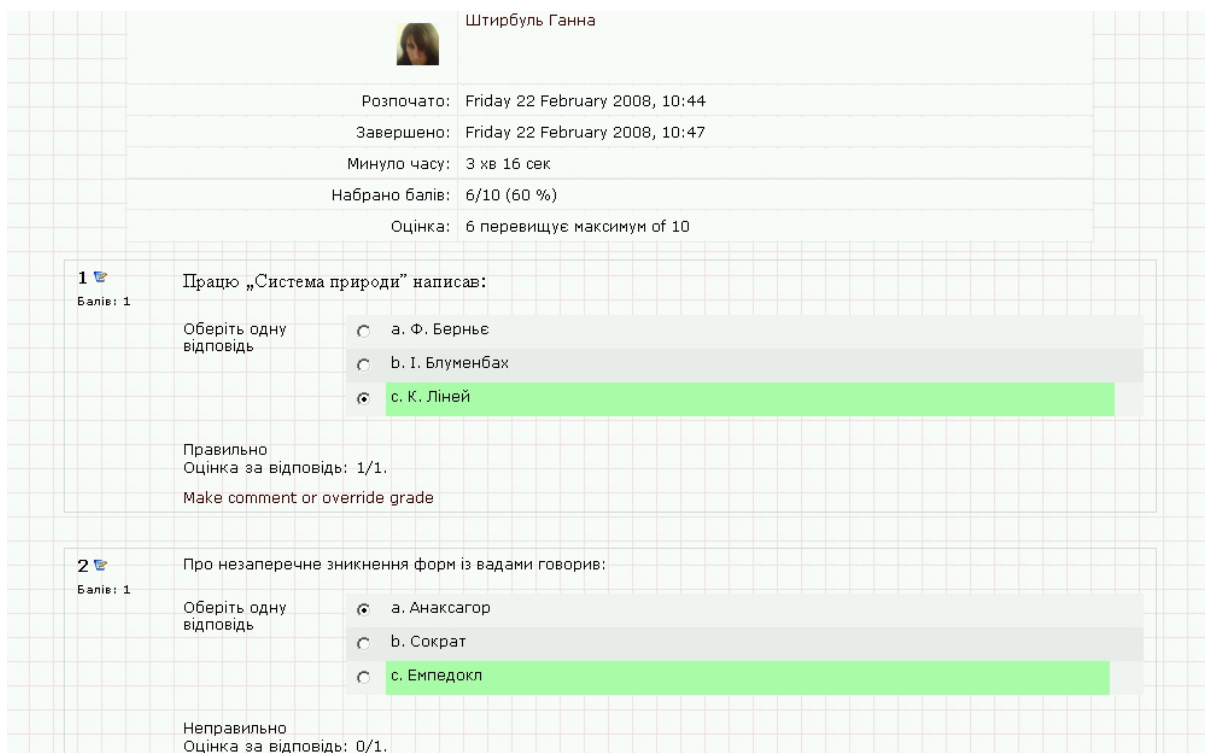 Штирбуль Ганна
Розпочато: Friday 22 February 2008, 10:44
Завершено: Friday 22 February 2008, 10:47
Минуло часу: 3 хв 16 сек
Набрано балів: 6/10 (60 %)
Оцінка: 6 перевищує максимум of 10
1
Балів: 1
Працю „Система природи” написав:
Оберіть одну
відповідь
a. Ф. Берньє
b. І. Блуменбах
c. К. Ліней
Правильно
Оцінка за відповідь: 1/1.
Make comment or override grade
2
Балів: 1
Про незаперечне зникнення форм із вадами говорив:
Оберіть одну
відповідь
a. Анаксагор
b. Сократ
c. Емпедокл
Неправильно
Оцінка за відповідь: 0/1.